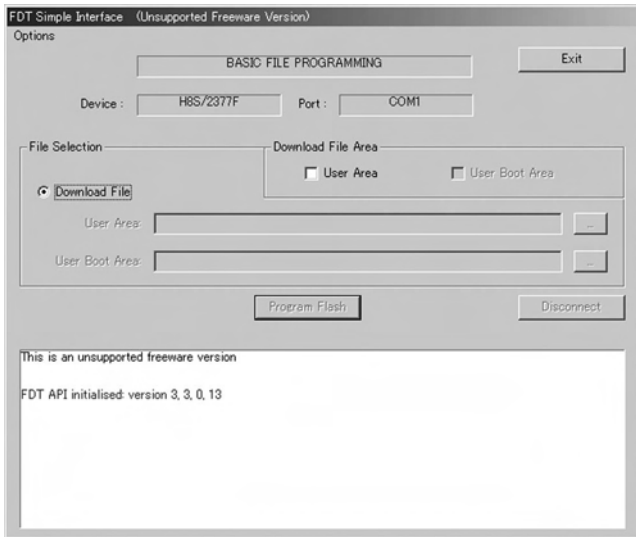 FDT Simple Interface (Unsupported Freeware Version)
Options
BASIC FILE PROGRAMMING
Exit
Device : H8S/2377F Port : COM1
File Selection
Download File Area
User Area User Boot Area
Download File
User Area: ...
User Boot Area: ...
Program Flash Disconnect
This is an unsupported freeware version
FDT API initialised: version 3, 3, 0, 13